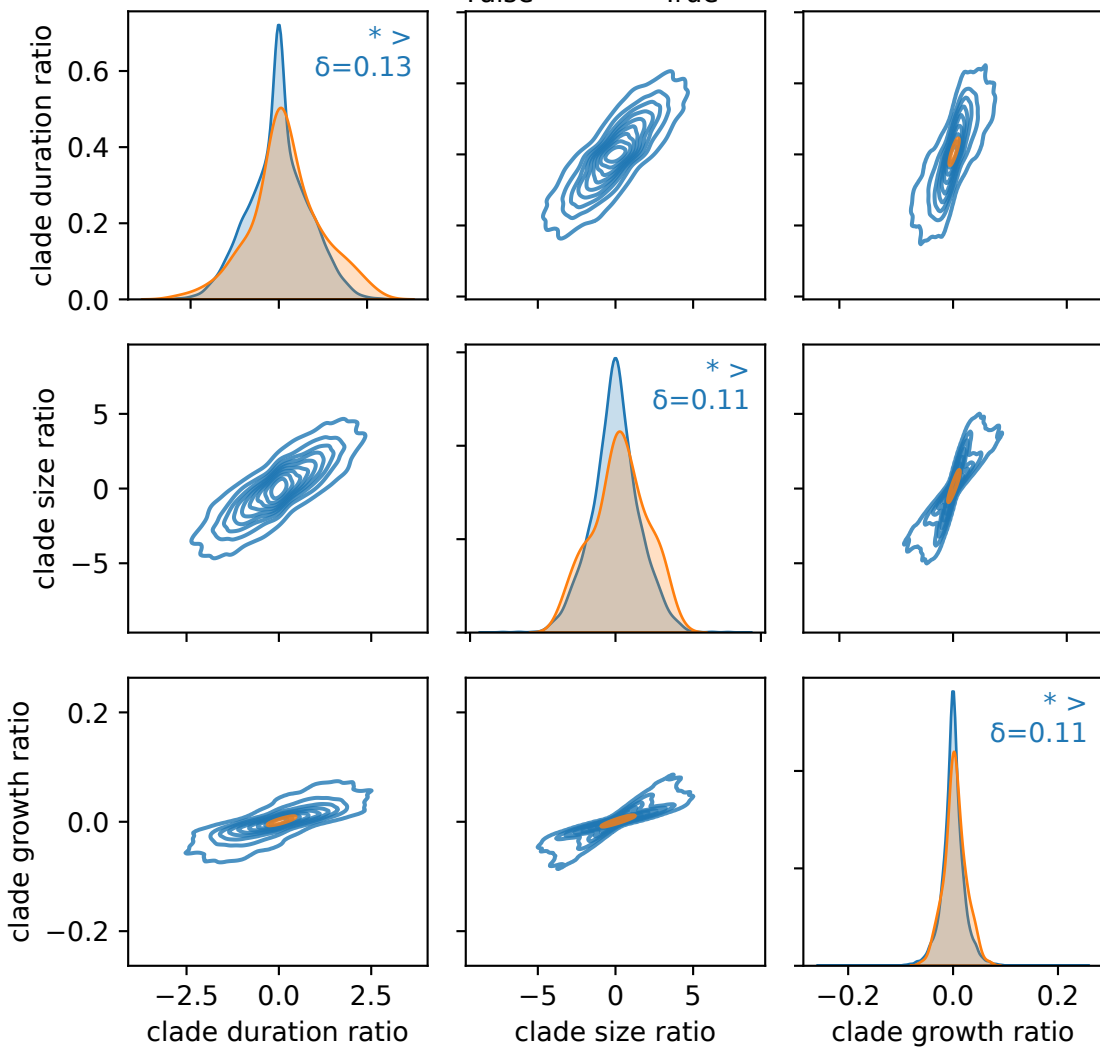 clade duration ratio
0.6
0.4
0.2
0.0
* >
δ=0.13
clade size ratio
5
0
−5
* >
δ=0.11
clade growth ratio
0.2
0.0
−0.2
* >
δ=0.11
−2.5 0.0 2.5
−5 0 5
−0.2 0.0 0.2
clade duration ratio
clade size ratio
clade growth ratio